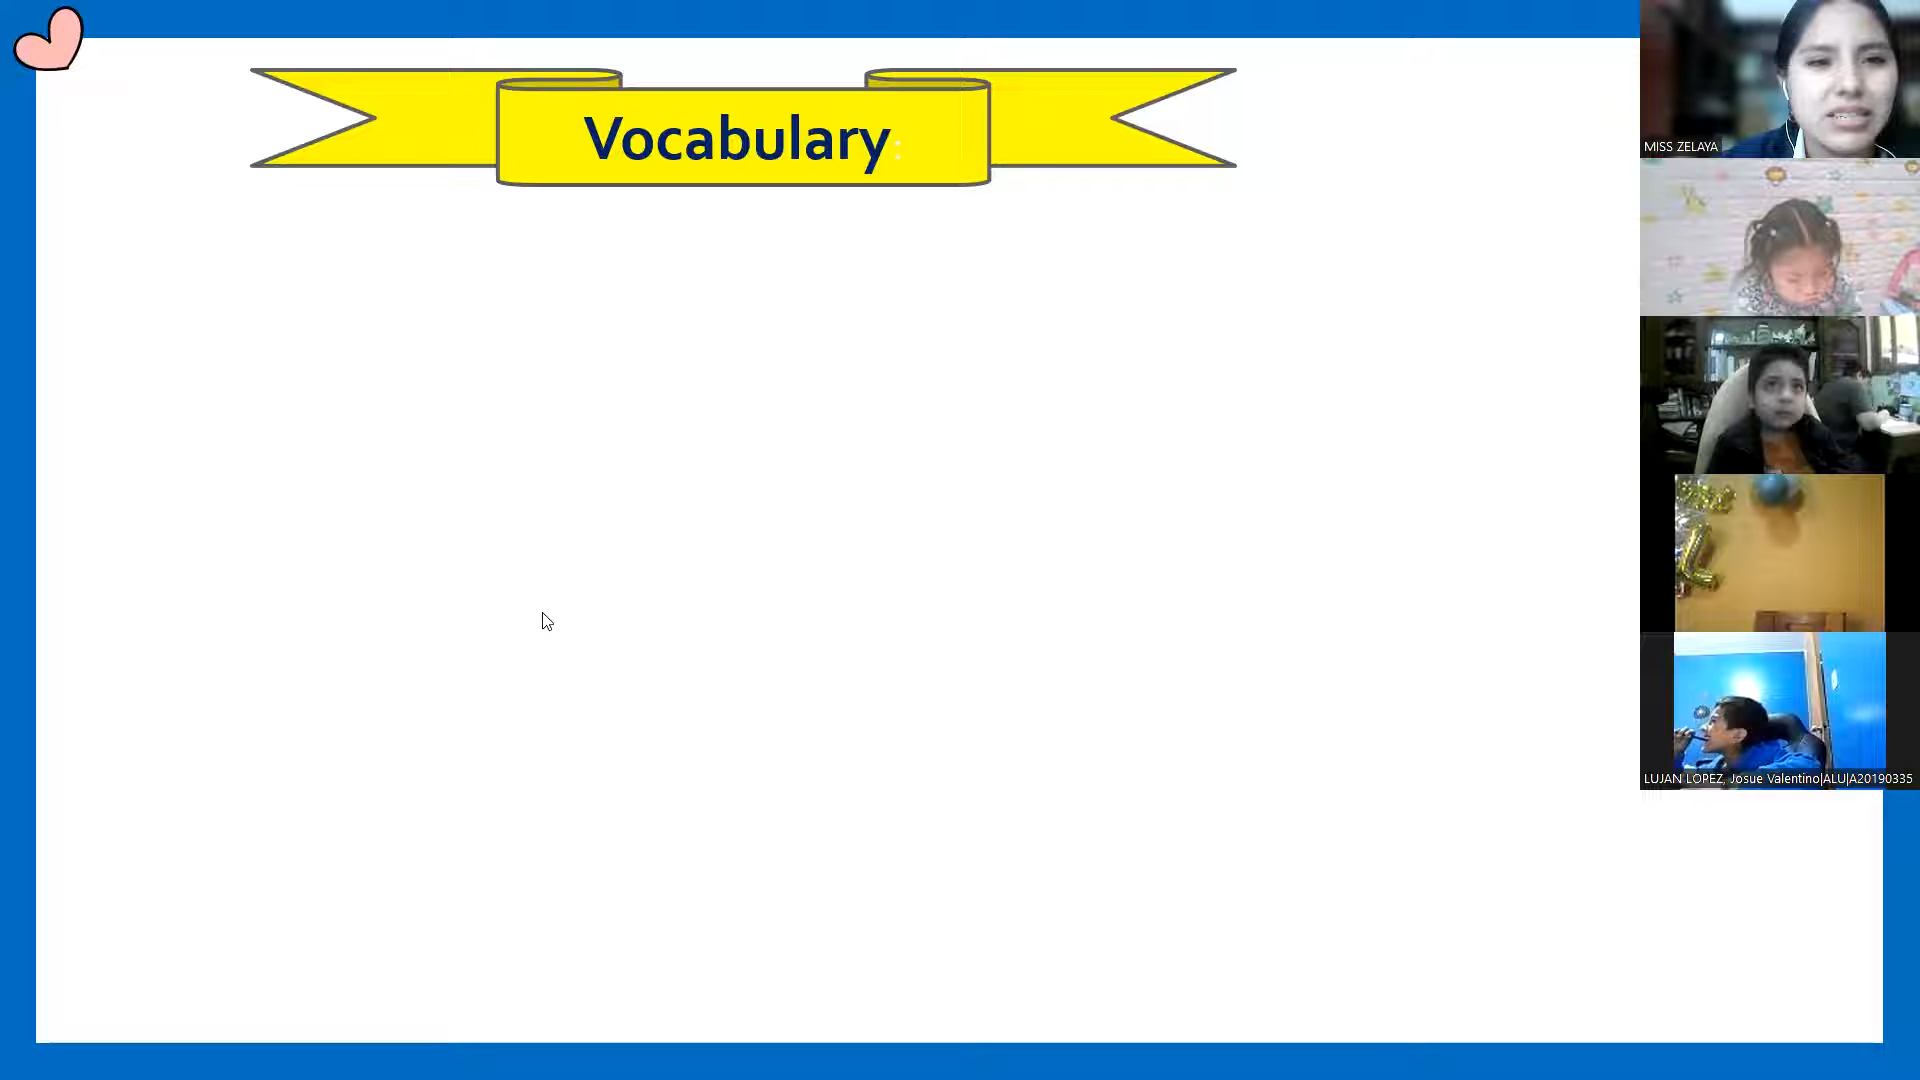 Vocabulary:
MISS ZELAYA
LUJAN LOPEZ, Josue Valentino|ALU|A20190335